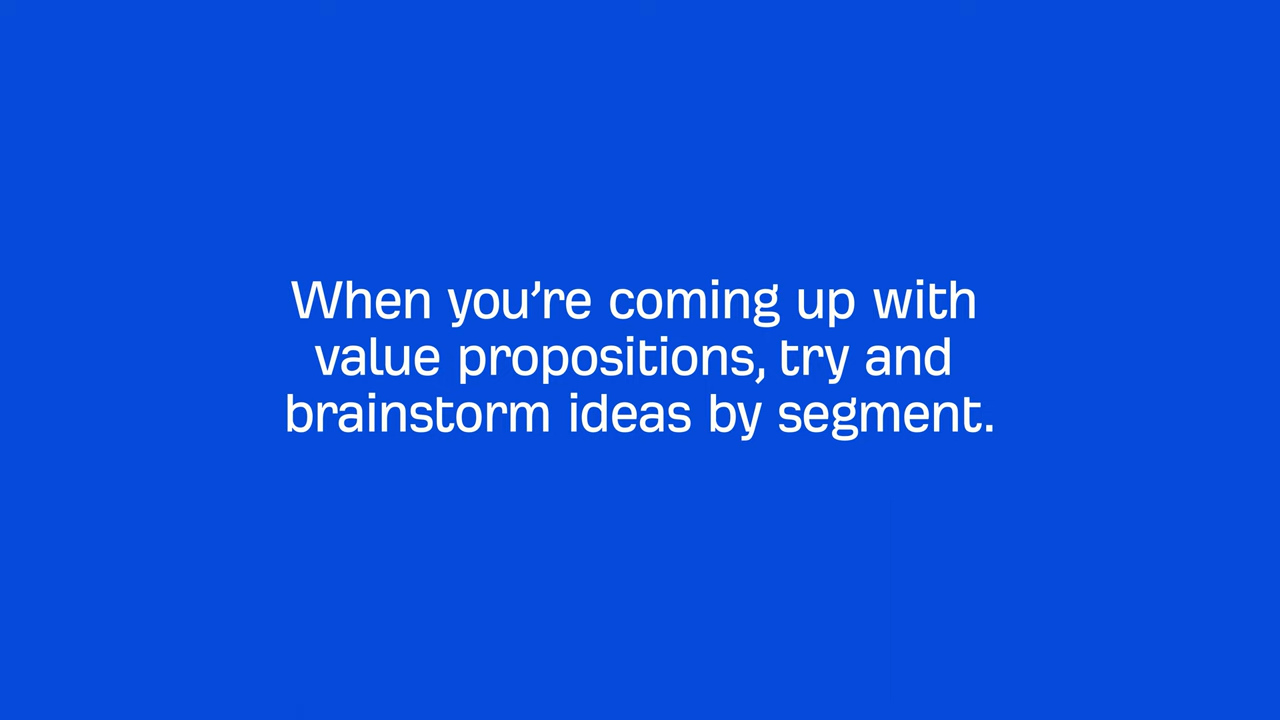 When you’re coming up with
value propositions, try and
brainstorm ideas by segment.